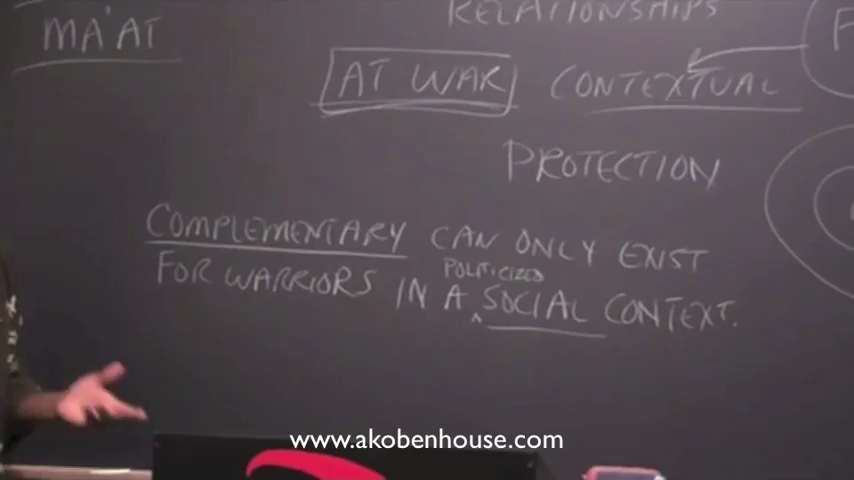 MA'AT
RELATIONSHIPS
AT WAR CONTEXTUAL
PROTECTION
COMPLEMENTARY CAN ONLY EXIST
POLITICIZED
FOR WARRIORS IN A ^ SOCIAL CONTEXT.
www.akobenhouse.com